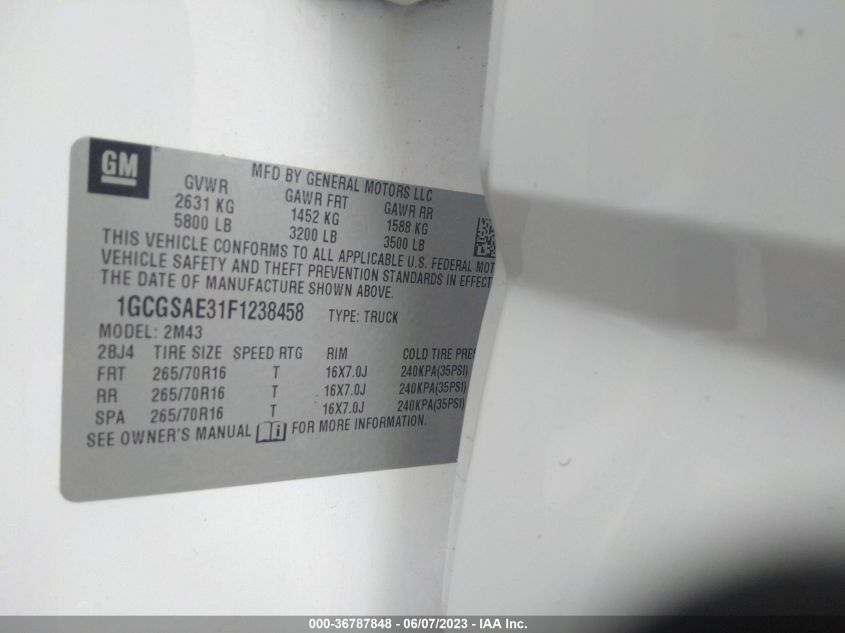 GM
MFD BY GENERAL MOTORS LLC
GVWR GAWR FRT GAWR RR
2631 KG 1452 KG 1588 KG
5800 LB 3200 LB 3500 LB
THIS VEHICLE CONFORMS TO ALL APPLICABLE U.S. FEDERAL MOT
VEHICLE SAFETY AND THEFT PREVENTION STANDARDS IN EFFECT
THE DATE OF MANUFACTURE SHOWN ABOVE.
1GCGSAE31F1238458 TYPE: TRUCK
MODEL: 2M43
2BJ4 TIRE SIZE SPEED RTG RIM COLD TIRE PRES
FRT 265/70R16 T 16X7.0J 240KPA(35PSI)
RR 265/70R16 T 16X7.0J 240KPA(35PSI)
SPA 265/70R16 T 16X7.0J 240KPA(35PSI)
SEE OWNER'S MANUAL FOR MORE INFORMATION.
000-36787848 - 06/07/2023 - IAA Inc.